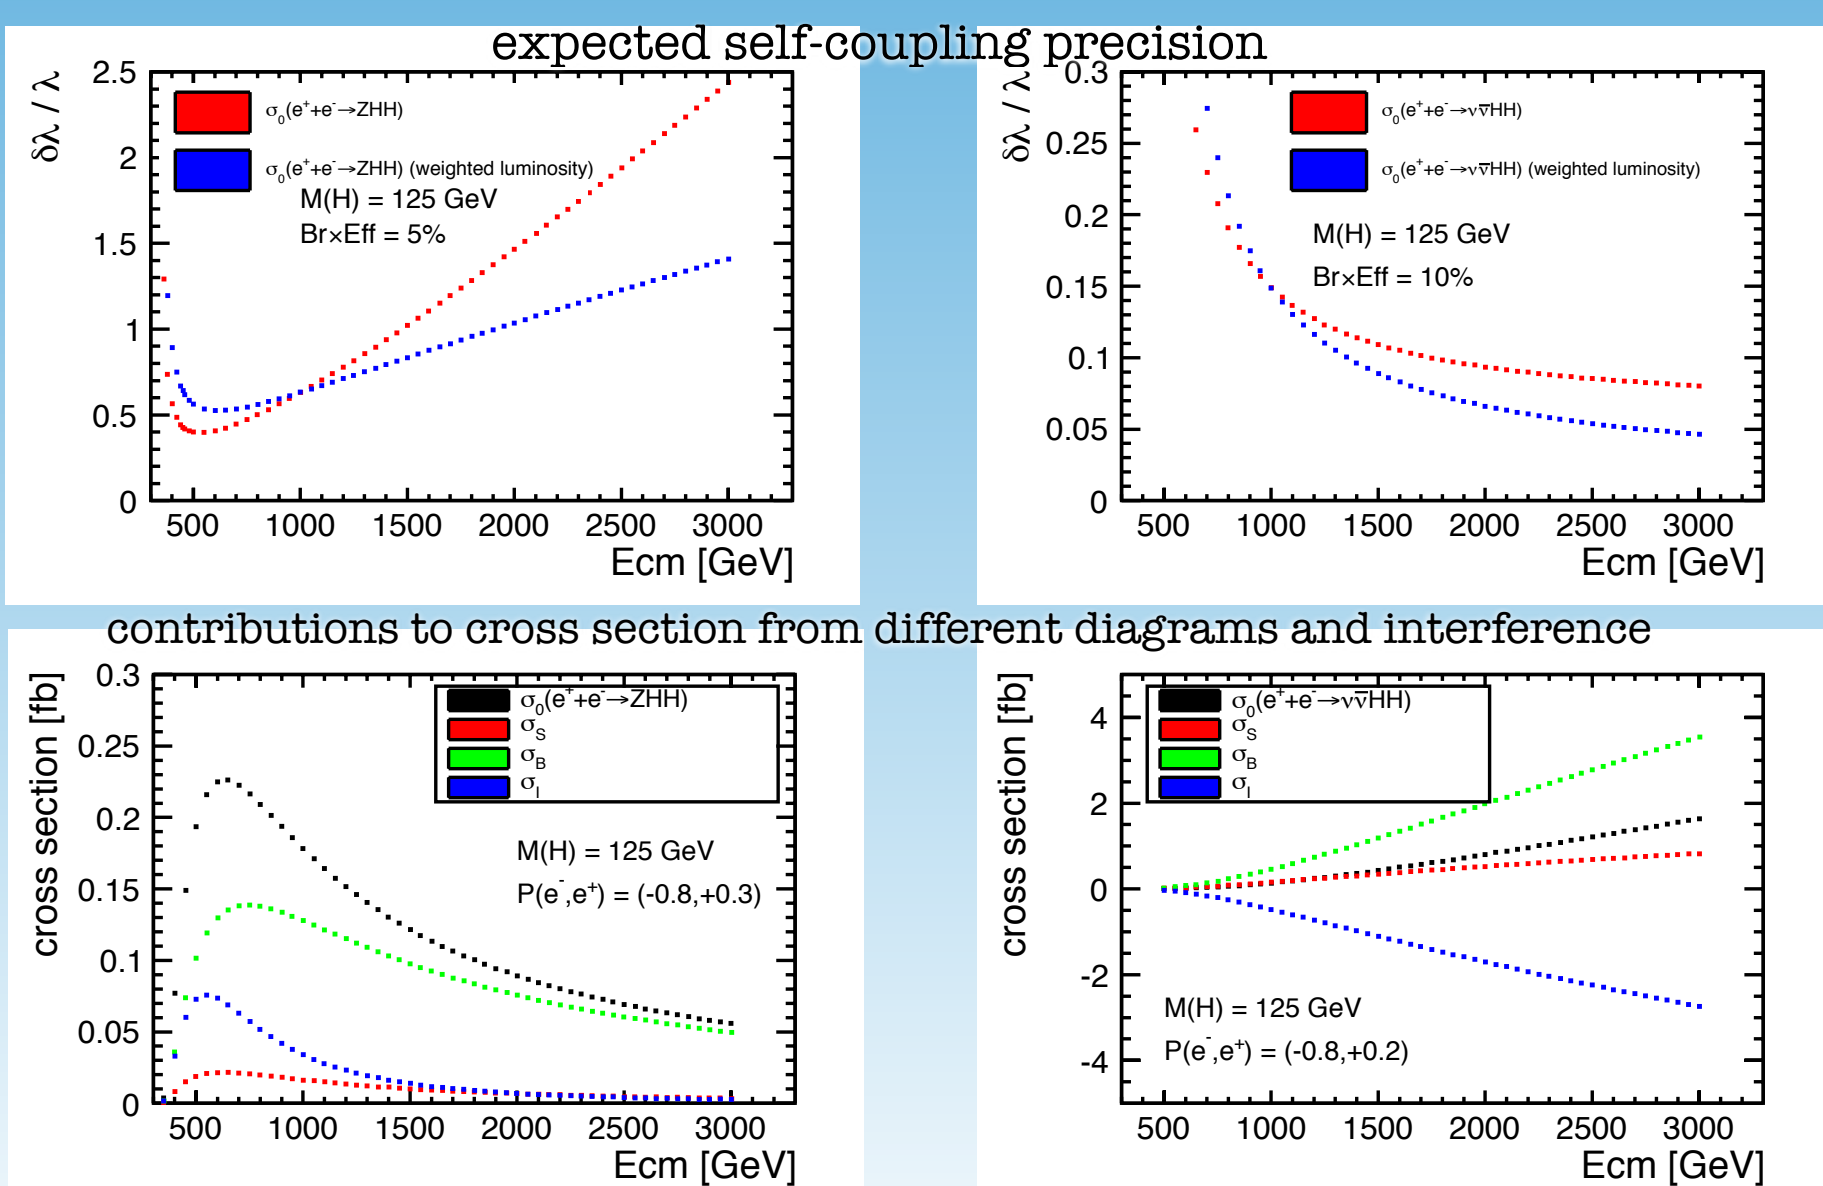 expected self-coupling precision
δλ / λ
2.5
2
1.5
1
0.5
0
σ₀(e⁺+e⁻→ZHH)
σ₀(e⁺+e⁻→ZHH) (weighted luminosity)
M(H) = 125 GeV
Br×Eff = 5%
500 1000 1500 2000 2500 3000
Ecm [GeV]
δλ / λ
0.3
0.25
0.2
0.15
0.1
0.05
0
σ₀(e⁺+e⁻→νν̅HH)
σ₀(e⁺+e⁻→νν̅HH) (weighted luminosity)
M(H) = 125 GeV
Br×Eff = 10%
500 1000 1500 2000 2500 3000
Ecm [GeV]
contributions to cross section from different diagrams and interference
cross section [fb]
0.3
0.25
0.2
0.15
0.1
0.05
0
σ₀(e⁺+e⁻→ZHH)
σ_S
σ_B
σ_I
M(H) = 125 GeV
P(e⁻,e⁺) = (-0.8,+0.3)
500 1000 1500 2000 2500 3000
Ecm [GeV]
cross section [fb]
4
2
0
-2
-4
σ₀(e⁺+e⁻→νν̅HH)
σ_S
σ_B
σ_I
M(H) = 125 GeV
P(e⁻,e⁺) = (-0.8,+0.2)
500 1000 1500 2000 2500 3000
Ecm [GeV]